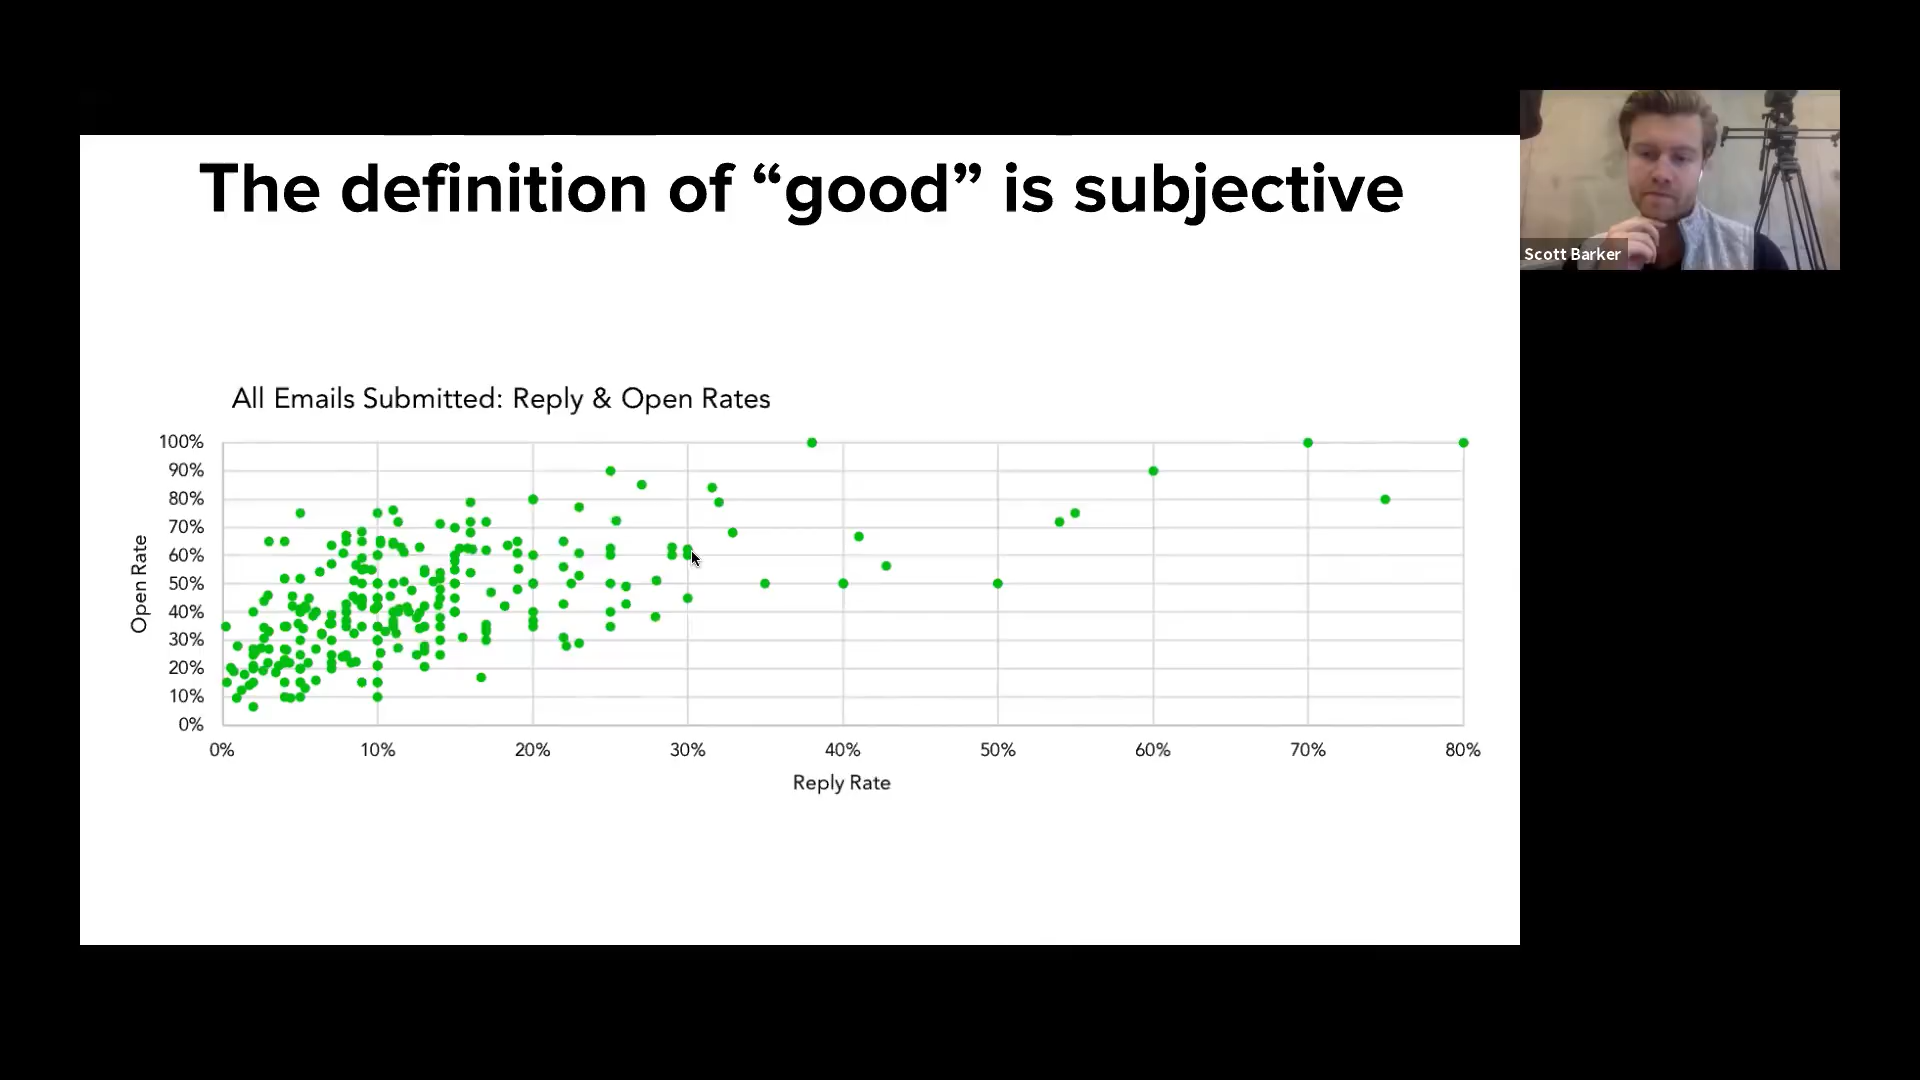 The definition of “good” is subjective
Scott Barker
All Emails Submitted: Reply & Open Rates
Open Rate
100%
90%
80%
70%
60%
50%
40%
30%
20%
10%
0%
0% 10% 20% 30% 40% 50% 60% 70% 80%
Reply Rate